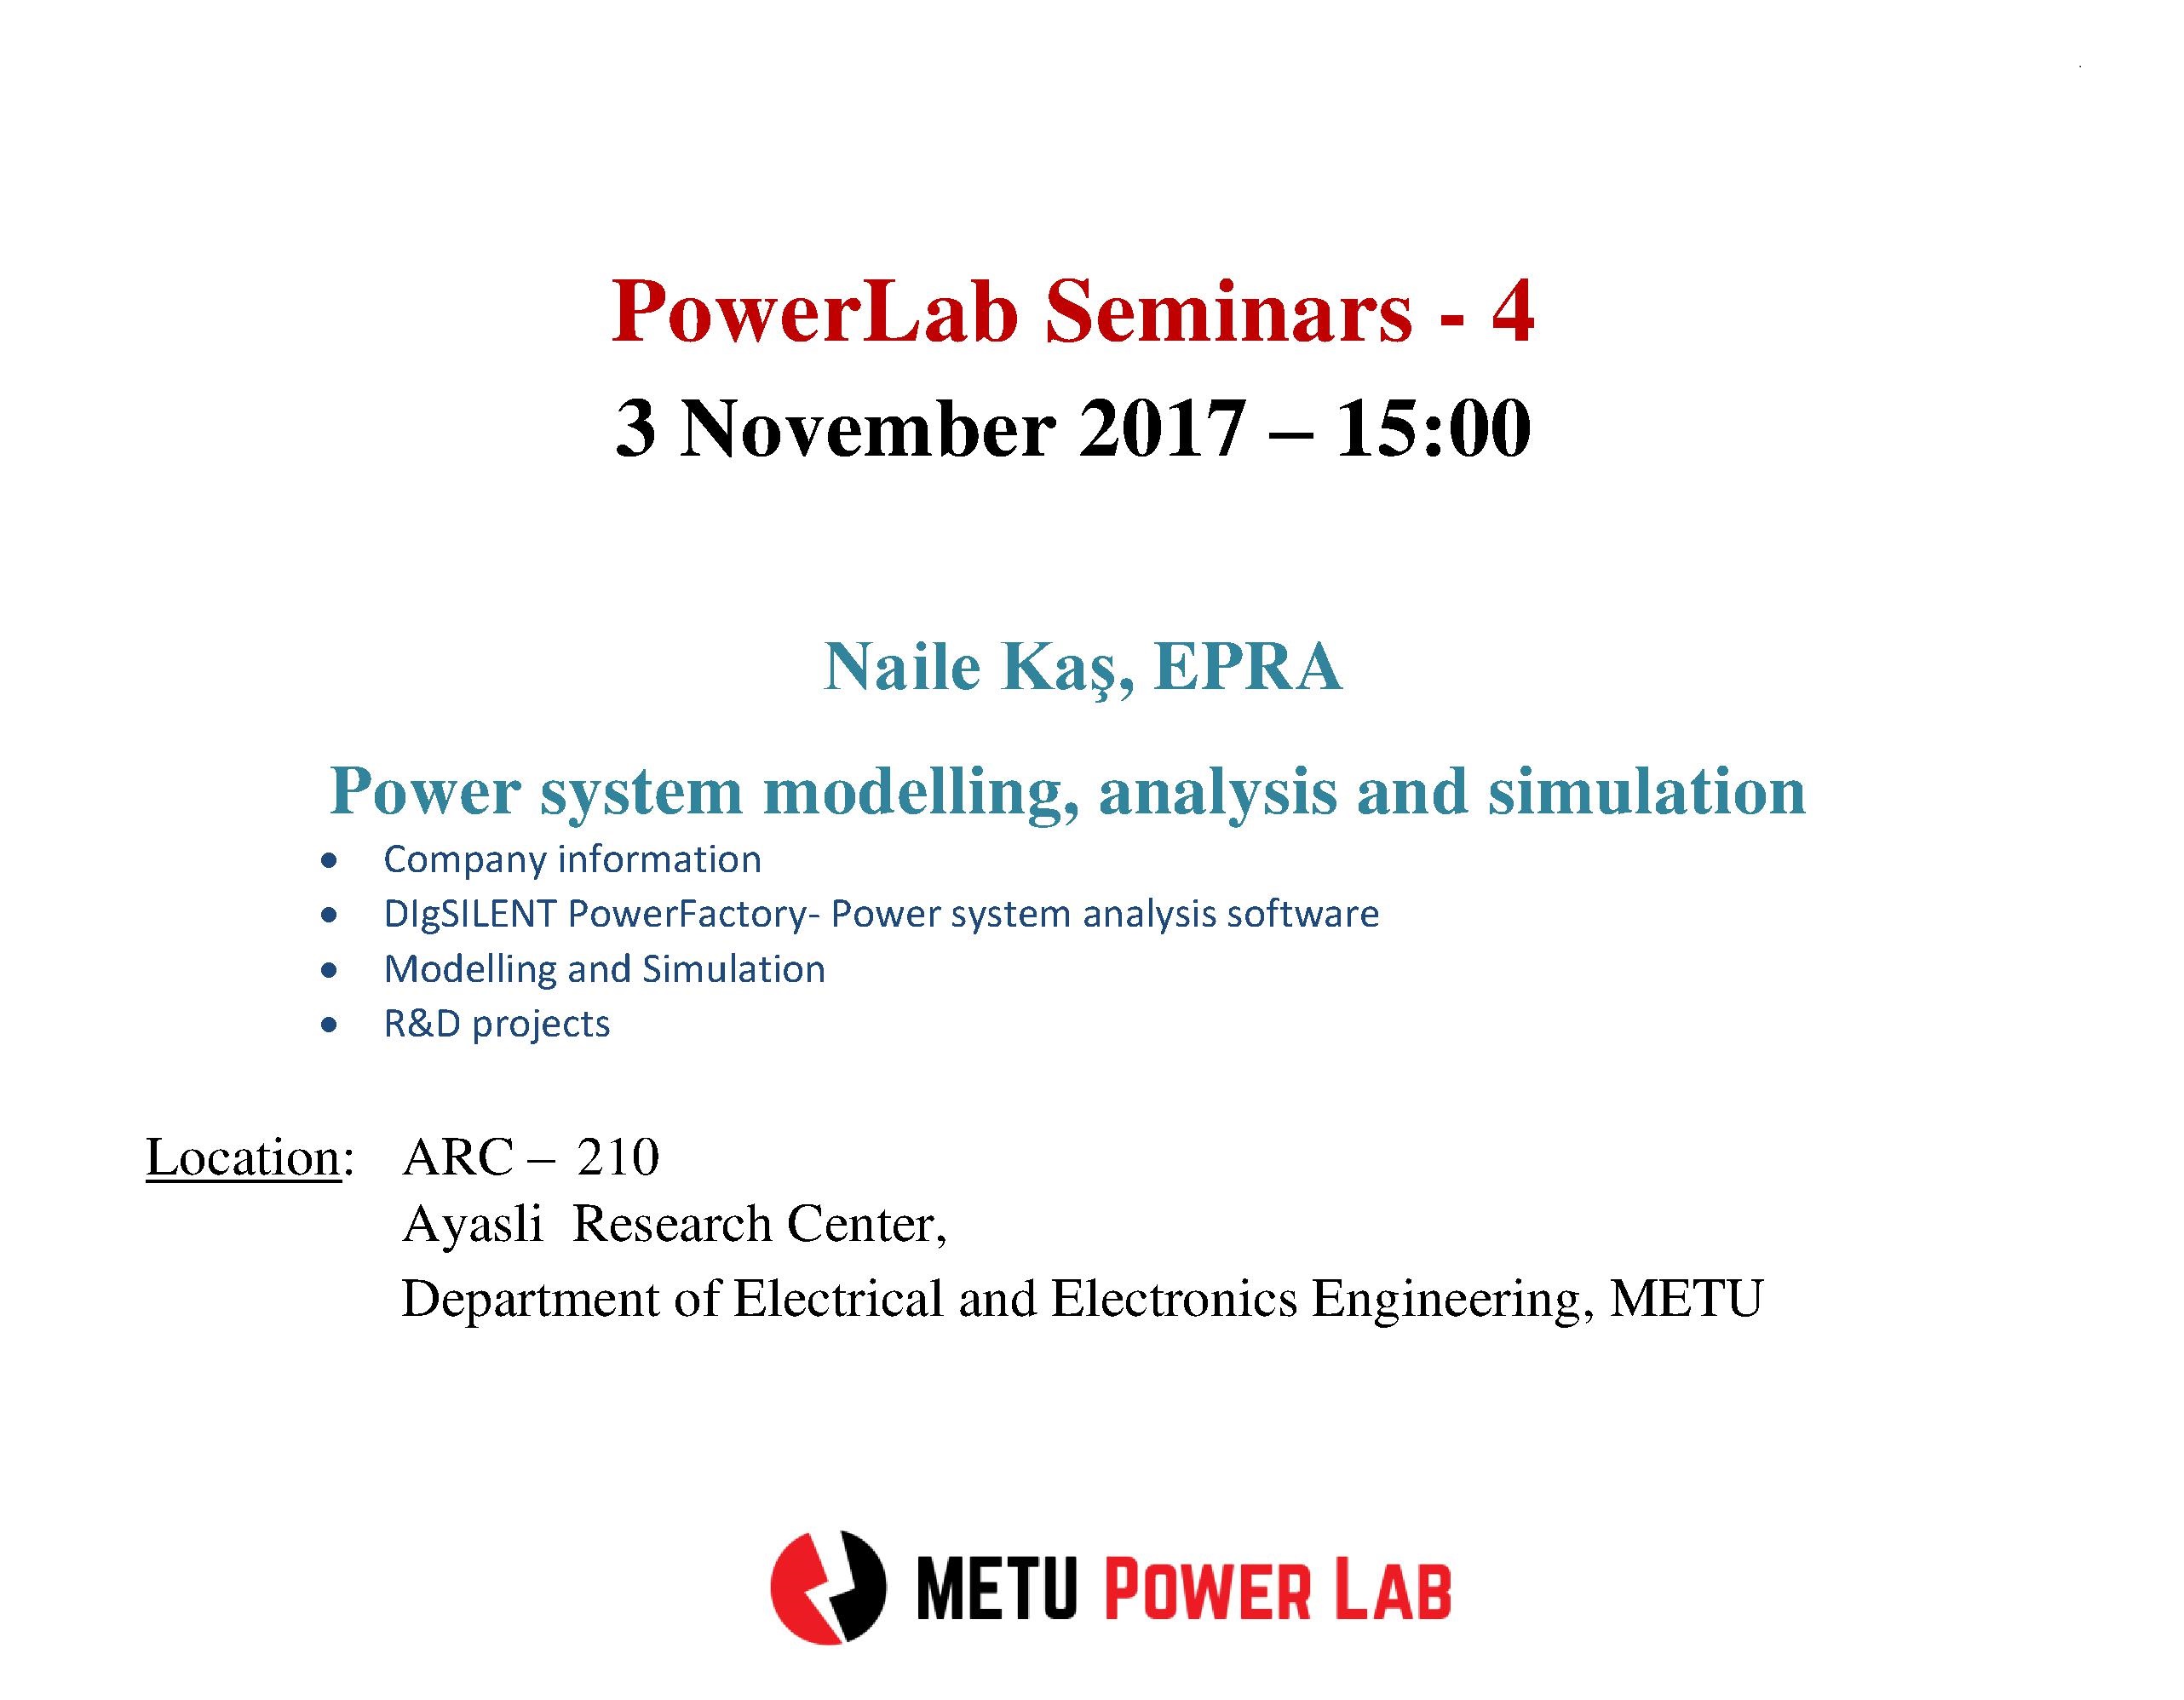 PowerLab Seminars - 4
3 November 2017 – 15:00
Naile Kaş, EPRA
Power system modelling, analysis and simulation
• Company information
• DIgSILENT PowerFactory- Power system analysis software
• Modelling and Simulation
• R&D projects
Location: ARC – 210
Ayasli Research Center,
Department of Electrical and Electronics Engineering, METU
METU POWER LAB